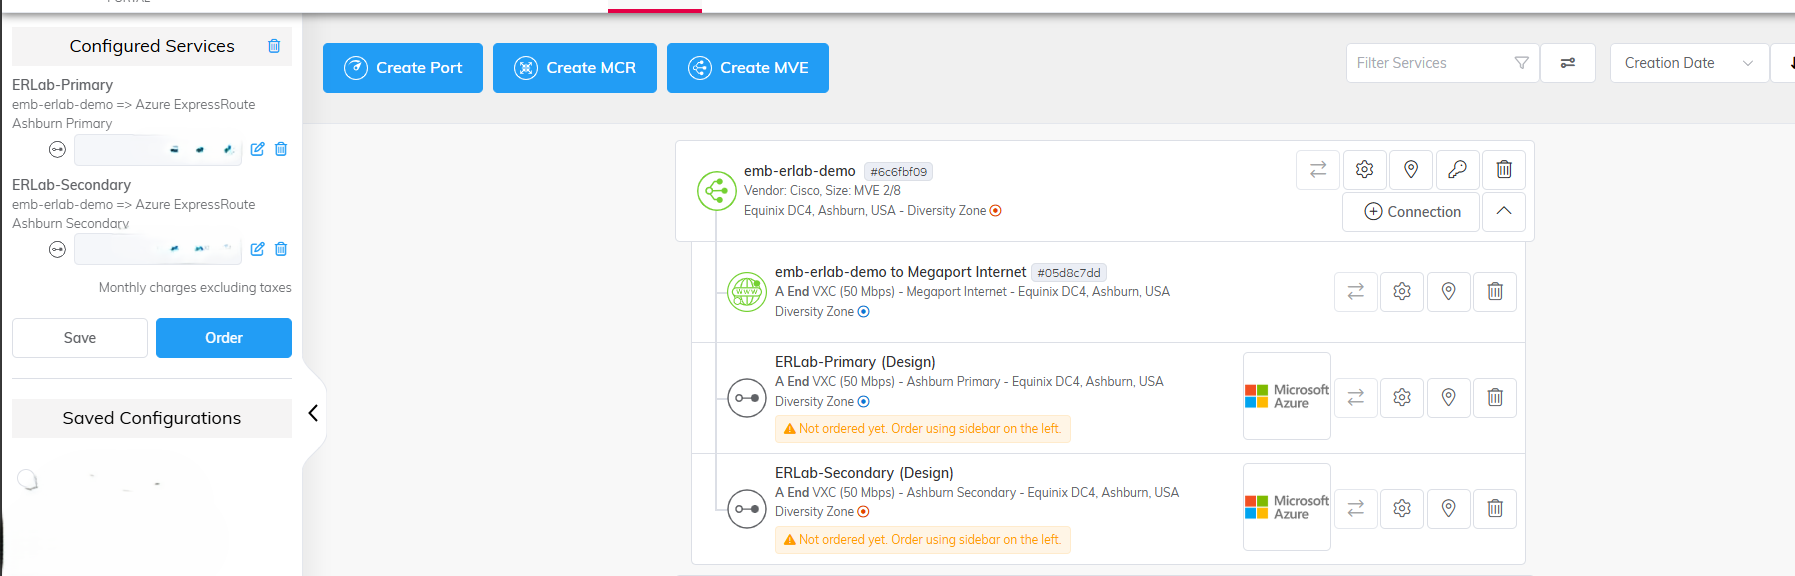 Configured Services
ERLab-Primary
emb-erlab-demo => Azure ExpressRoute
Ashburn Primary
ERLab-Secondary
emb-erlab-demo => Azure ExpressRoute
Ashburn Secondary
Monthly charges excluding taxes
Save
Order
Saved Configurations
Create Port
Create MCR
Create MVE
Filter Services
Creation Date
emb-erlab-demo #6c6fbf09
Vendor: Cisco, Size: MVE 2/8
Equinix DC4, Ashburn, USA - Diversity Zone
Connection
emb-erlab-demo to Megaport Internet #05d8c7dd
A End VXC (50 Mbps) - Megaport Internet - Equinix DC4, Ashburn, USA
Diversity Zone
ERLab-Primary (Design)
A End VXC (50 Mbps) - Ashburn Primary - Equinix DC4, Ashburn, USA
Diversity Zone
Not ordered yet. Order using sidebar on the left.
Microsoft
Azure
ERLab-Secondary (Design)
A End VXC (50 Mbps) - Ashburn Secondary - Equinix DC4, Ashburn, USA
Diversity Zone
Not ordered yet. Order using sidebar on the left.
Microsoft
Azure